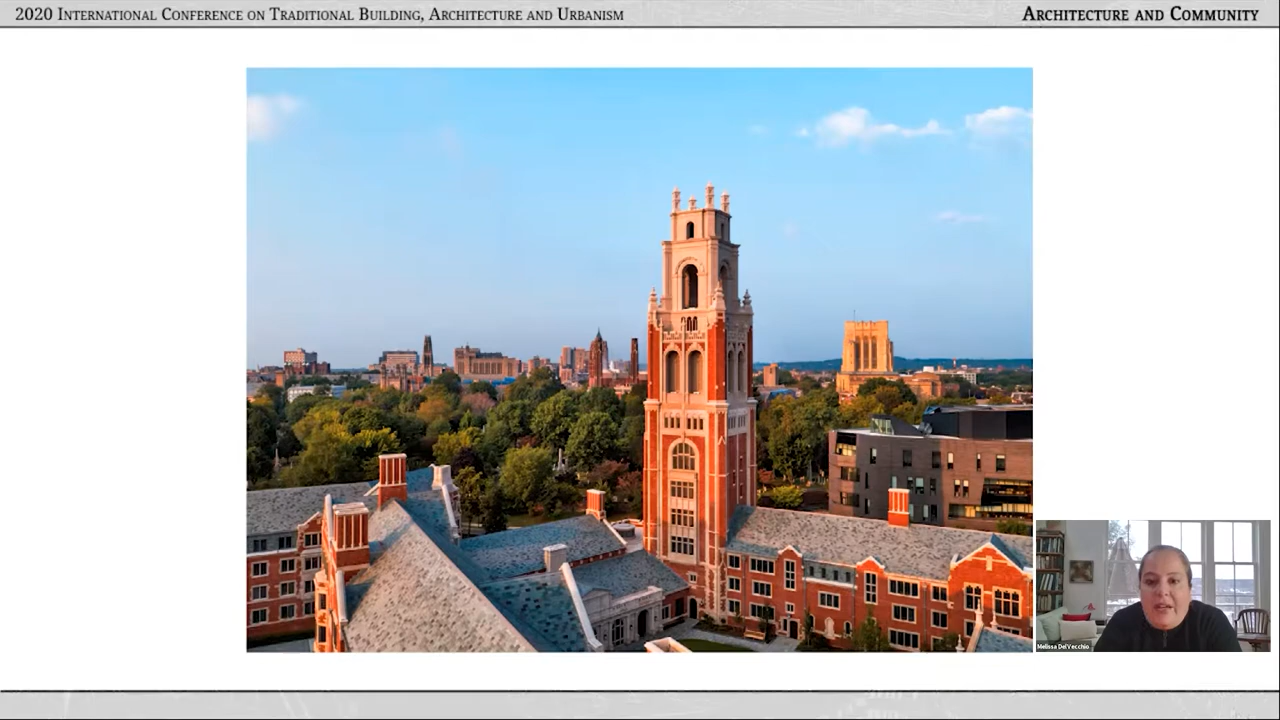 2020 International Conference on Traditional Building, Architecture and Urbanism
Architecture and Community
Melissa DelVecchio